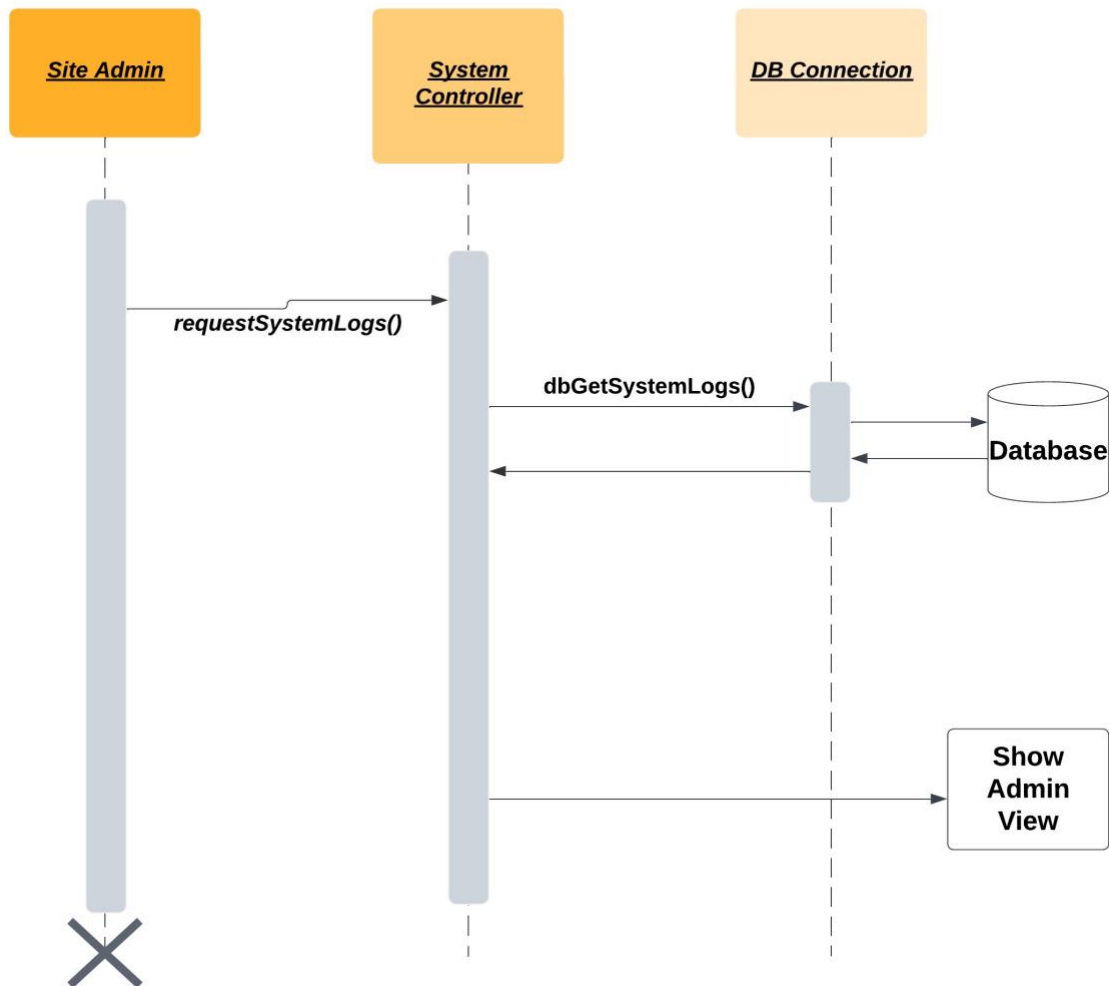 Site Admin
System
Controller
DB Connection
requestSystemLogs()
dbGetSystemLogs()
Database
Show
Admin
View